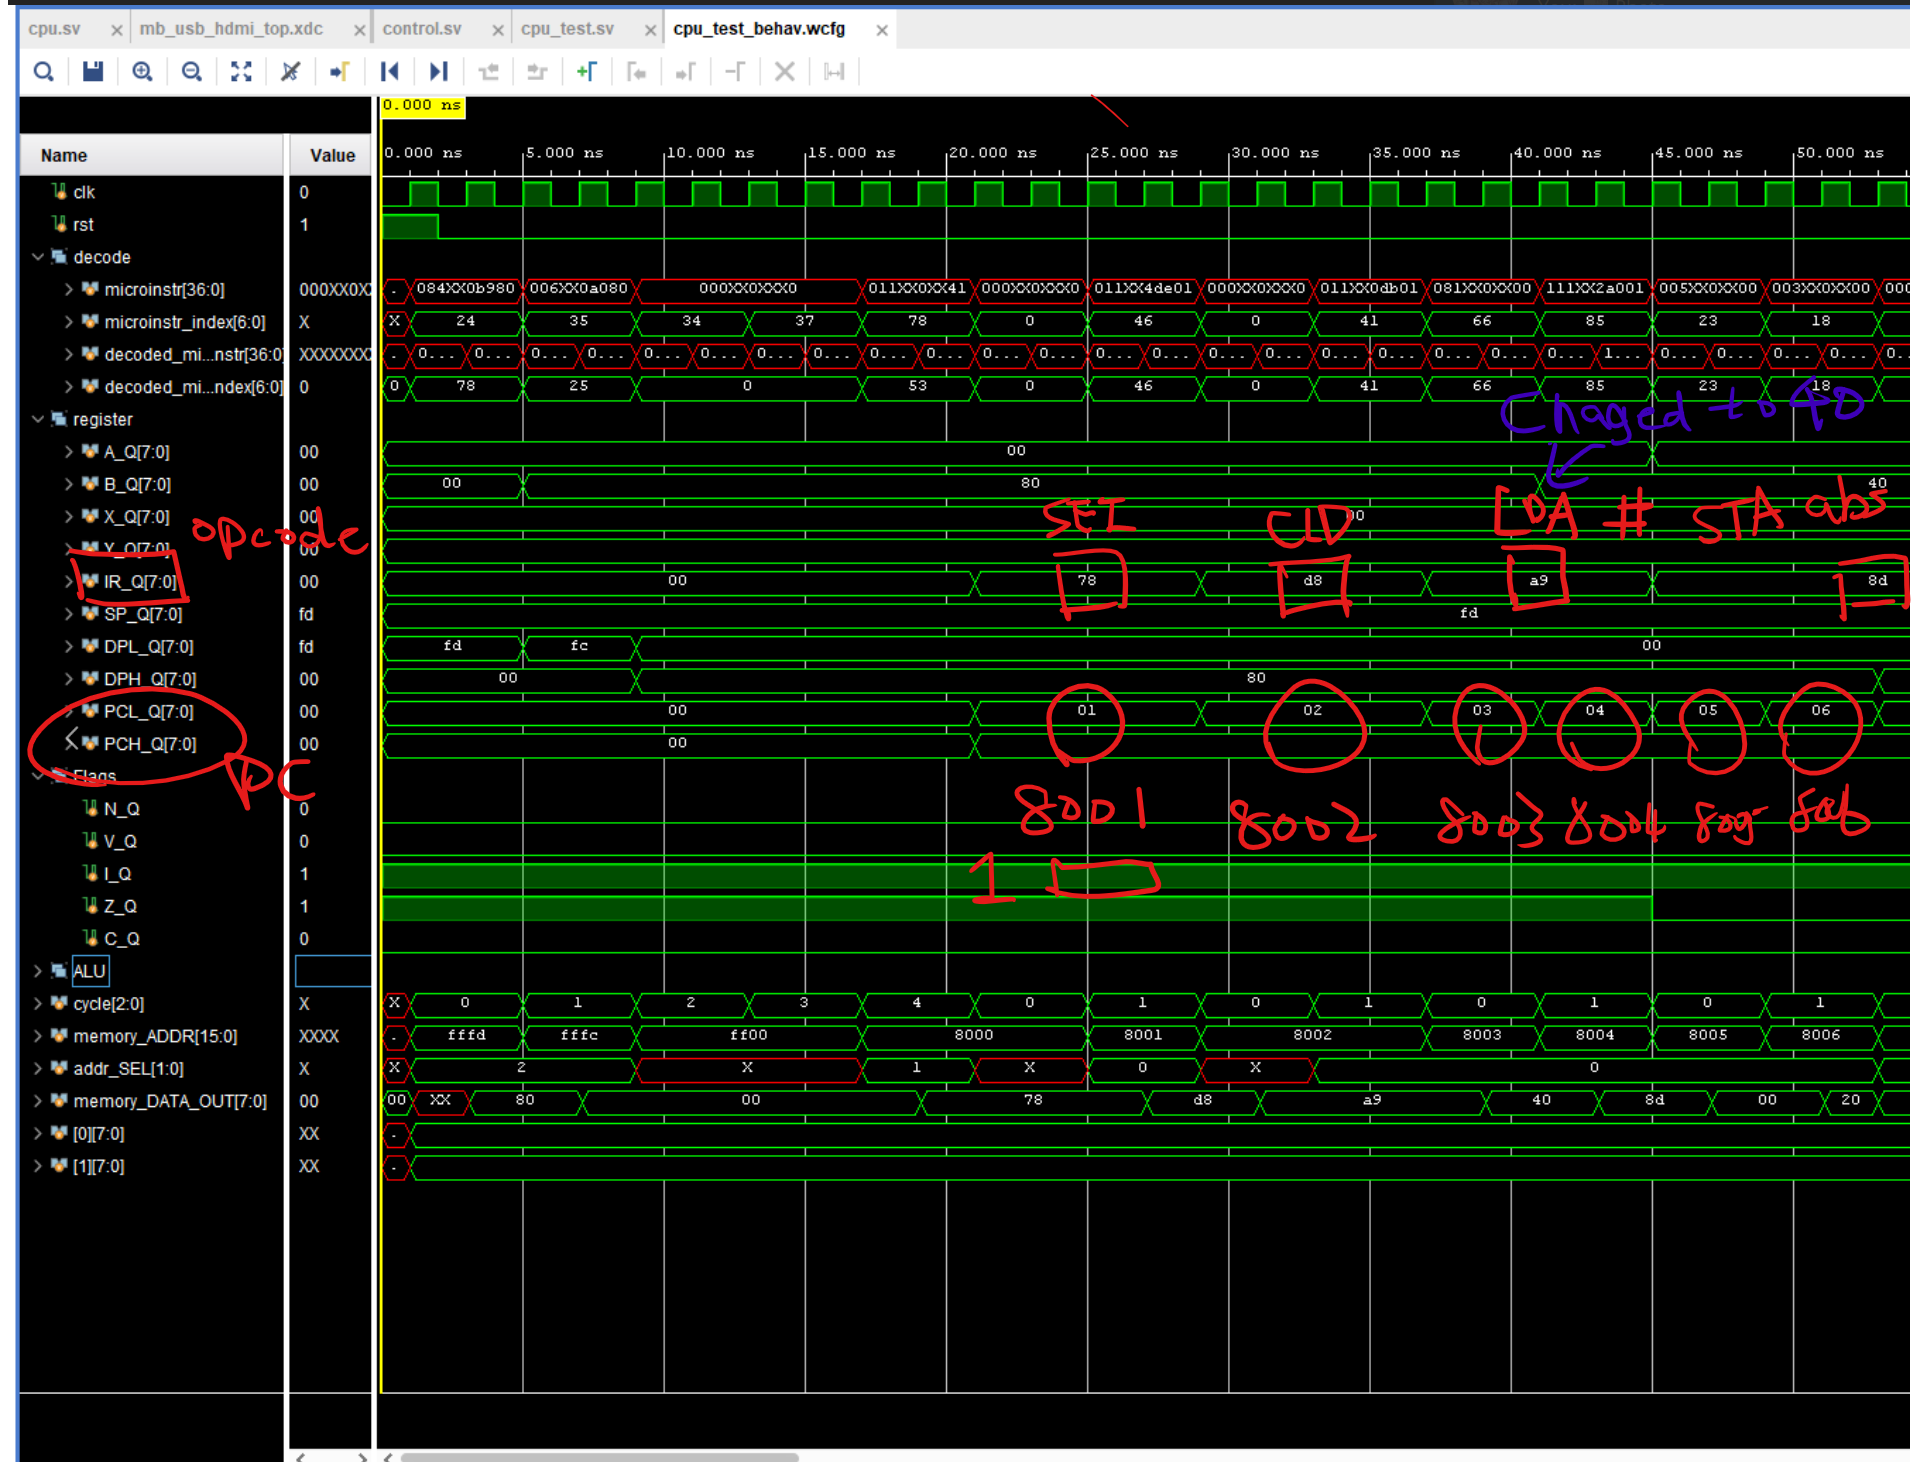 cpu.sv × mb_usb_hdmi_top.xdc × control.sv × cpu_test.sv × cpu_test_behav.wcfg ×
0.000 ns
Name Value 0.000 ns 5.000 ns 10.000 ns 15.000 ns 20.000 ns 25.000 ns 30.000 ns 35.000 ns 40.000 ns 45.000 ns 50.000 ns
clk 0
rst 1
decode
microinstr[36:0] 000XX0X . 084XX0b980 006XX0a080 000XX0XXX0 011XX0XX41 000XX0XXX0 011XX4de01 000XX0XXX0 011XX0db01 081XX0XX00 111XX2a001 005XX0XX00 003XX0XX00 000
microinstr_index[6:0] X X 24 35 34 37 78 0 46 0 41 66 85 23 18
decoded_mi...nstr[36:0] XXXXXXX . 0... 0... 0... 0... 0... 0... 0... 0... 0... 0... 0... 0... 0... 0... 0... 0... 0... 0... 0... 0... 0... 1... 0... 0... 0... 0... 0.
decoded_mi...ndex[6:0] 0 0 78 25 0 53 0 46 0 41 66 85 23 18
Chaged to 40
register
A_Q[7:0] 00 00
B_Q[7:0] 00 00 80 40
X_Q[7:0] 00 00
SEI CLD LDA # STA abs
opcode
Y_Q[7:0] 00
IR_Q[7:0] 00 00 78 d8 a9 8d
SP_Q[7:0] fd fd
DPL_Q[7:0] fd fd fc 00
DPH_Q[7:0] 00 00 80
PCL_Q[7:0] 00 00 01 02 03 04 05 06
PCH_Q[7:0] 00 00
PC
Flags
8001 8002 8003 8004
N_Q 0
V_Q 0
I_Q 1
1
Z_Q 1
C_Q 0
ALU
cycle[2:0] X X 0 1 2 3 4 0 1 0 1 0 1 0 1
memory_ADDR[15:0] XXXX . fffd fffc ff00 8000 8001 8002 8003 8004 8005 8006
addr_SEL[1:0] X X 2 X 1 X 0 X 0
memory_DATA_OUT[7:0] 00 00 XX 80 00 78 d8 a9 40 8d 00 20
[0][7:0] XX .
[1][7:0] XX .